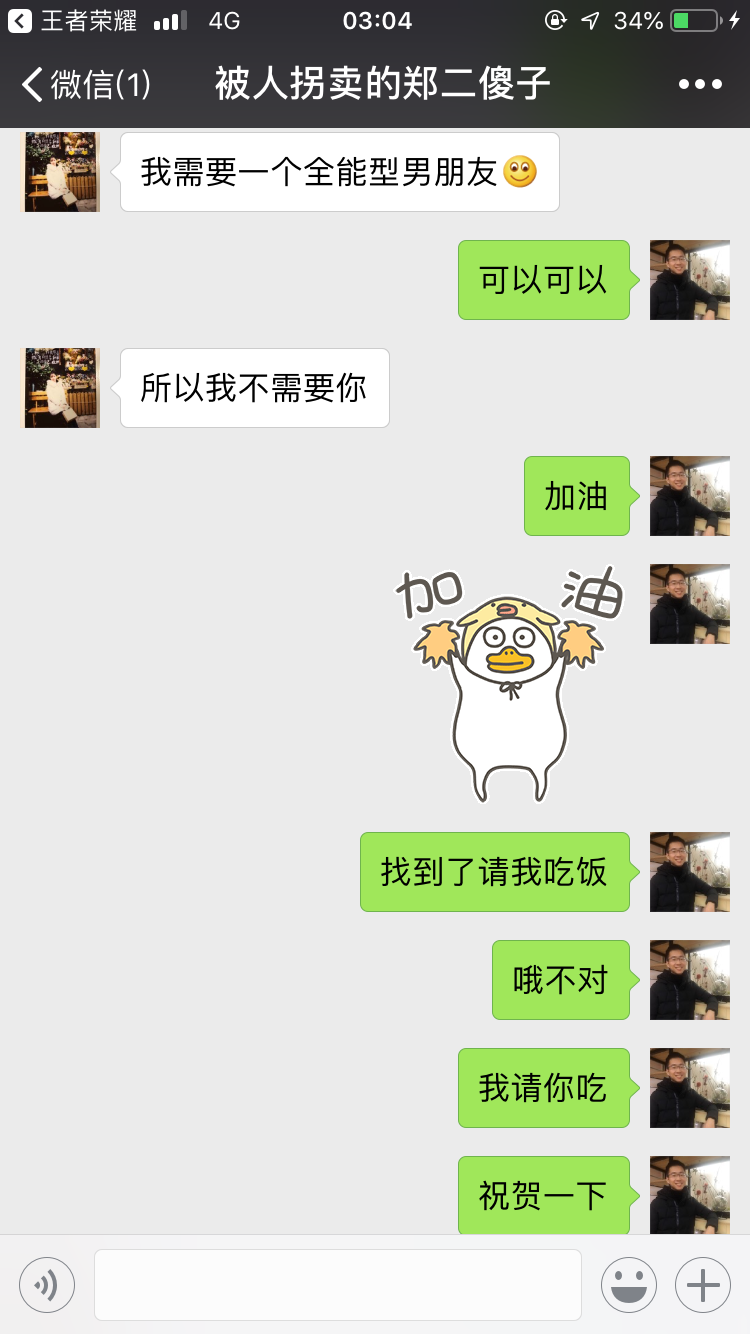 王者荣耀 4G 03:04 34%
微信(1) 被人拐卖的郑二傻子
我需要一个全能型男朋友
可以可以
所以我不需要你
加油
加油
找到了请我吃饭
哦不对
我请你吃
祝贺一下